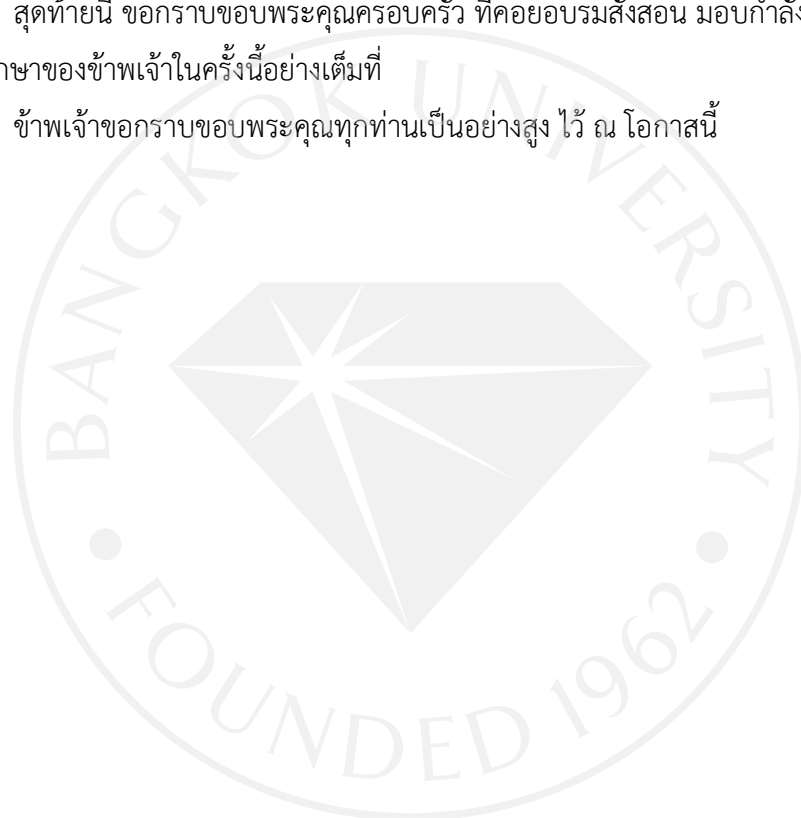 สุดท้ายนี้ ขอกราบขอบพระคุณครอบครัว ที่คอยอบรมสั่งสอน มอบกำลัง
กษาของข้าพเจ้าในครั้งนี้อย่างเต็มที่
ข้าพเจ้าขอกราบขอบพระคุณทุกท่านเป็นอย่างสูง ไว้ ณ โอกาสนี้
BANGKOK UNIVERSITY
FOUNDED 1962